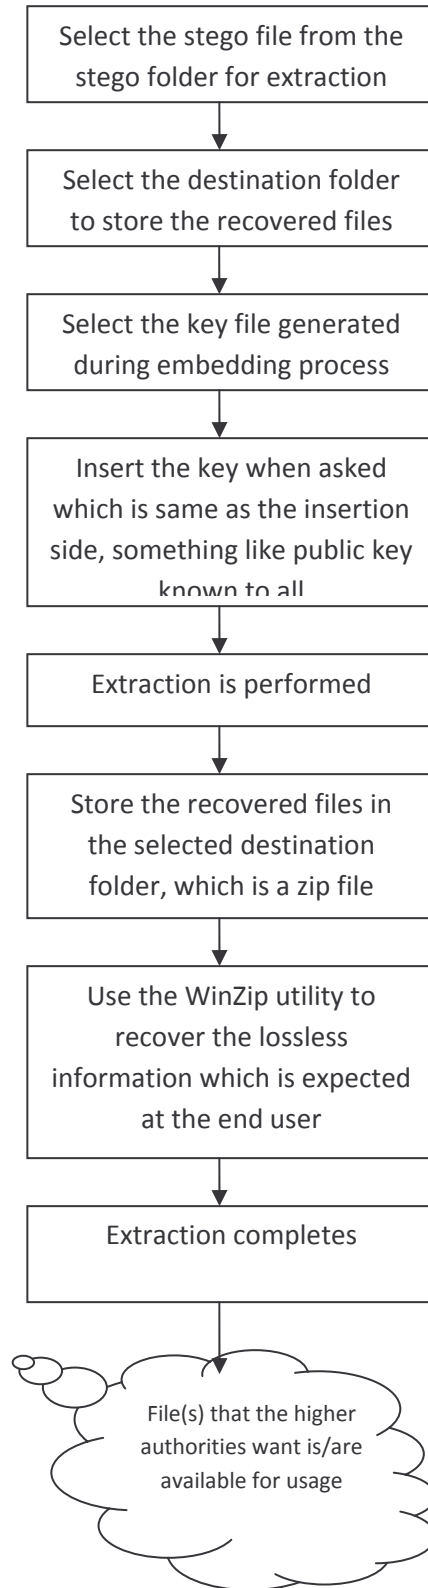 Select the stego file from the
stego folder for extraction
Select the destination folder
to store the recovered files
Select the key file generated
during embedding process
Insert the key when asked
which is same as the insertion
side, something like public key
known to all
Extraction is performed
Store the recovered files in
the selected destination
folder, which is a zip file
Use the WinZip utility to
recover the lossless
information which is expected
at the end user
Extraction completes
File(s) that the higher
authorities want is/are
available for usage